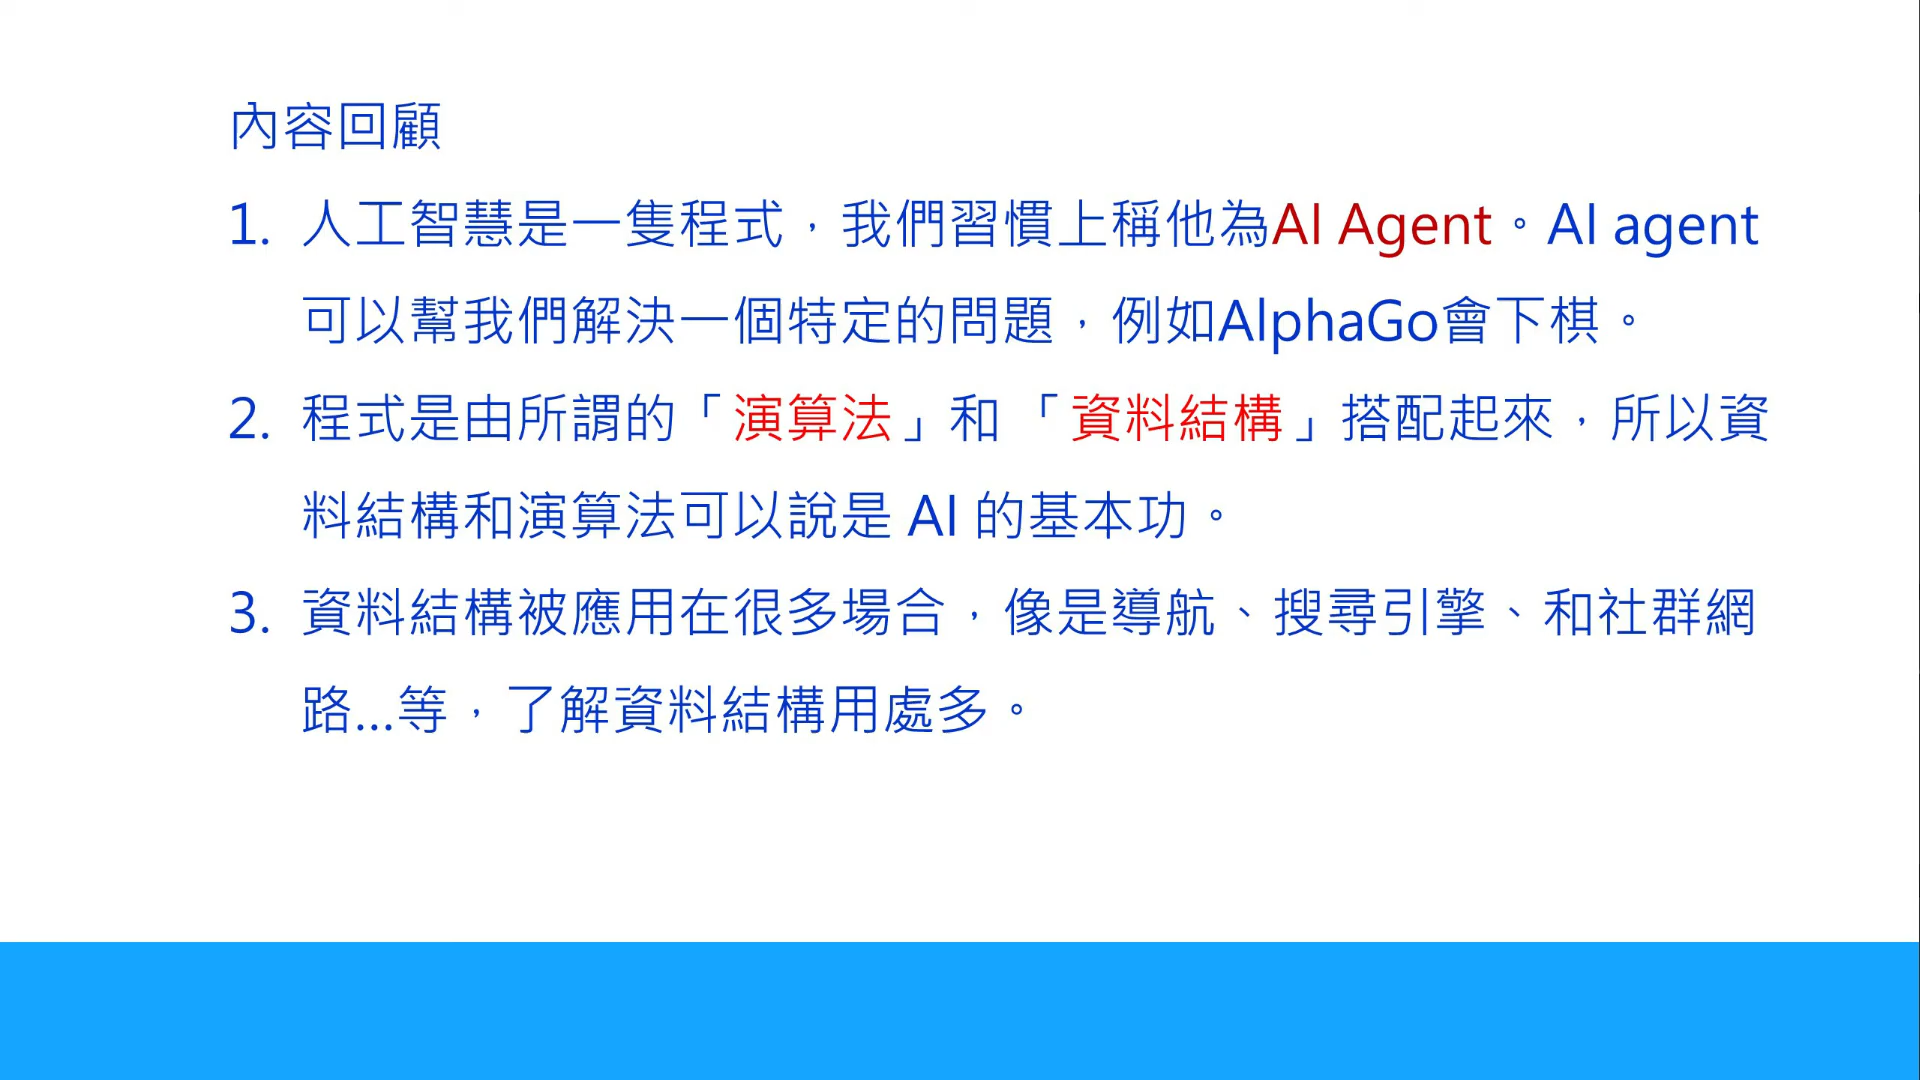 內容回顧
1. 人工智慧是一隻程式，我們習慣上稱他為AI Agent。AI agent
可以幫我們解決一個特定的問題，例如AlphaGo會下棋。
2. 程式是由所謂的「演算法」和「資料結構」搭配起來，所以資
料結構和演算法可以說是 AI 的基本功。
3. 資料結構被應用在很多場合，像是導航、搜尋引擎、和社群網
路...等，了解資料結構用處多。